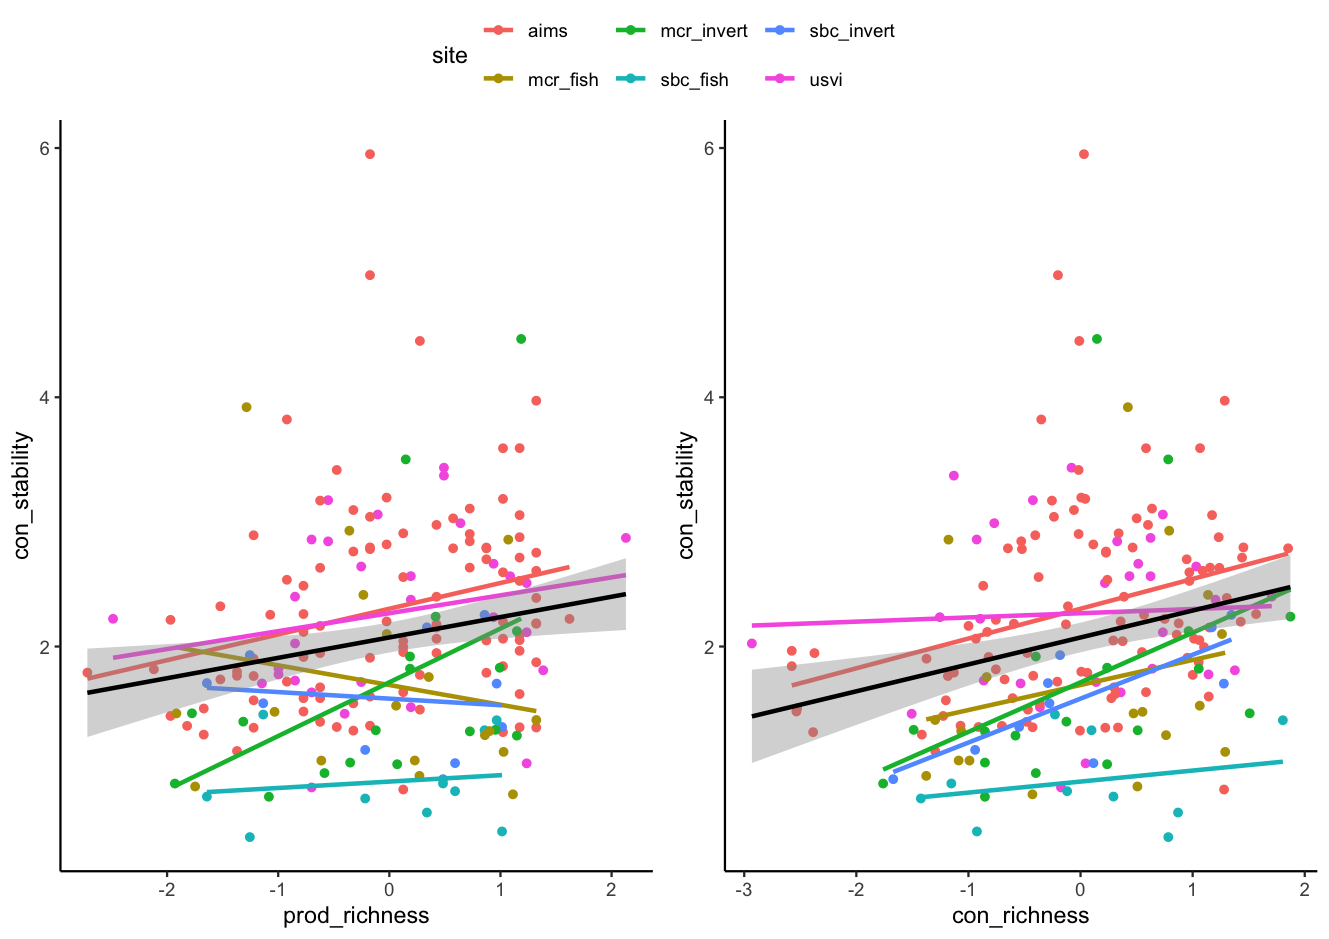 site
aims
mcr_invert
sbc_invert
mcr_fish
sbc_fish
usvi
con_stability
6
4
2
-2
-1
0
1
2
prod_richness
con_stability
6
4
2
-3
-2
-1
0
1
2
con_richness